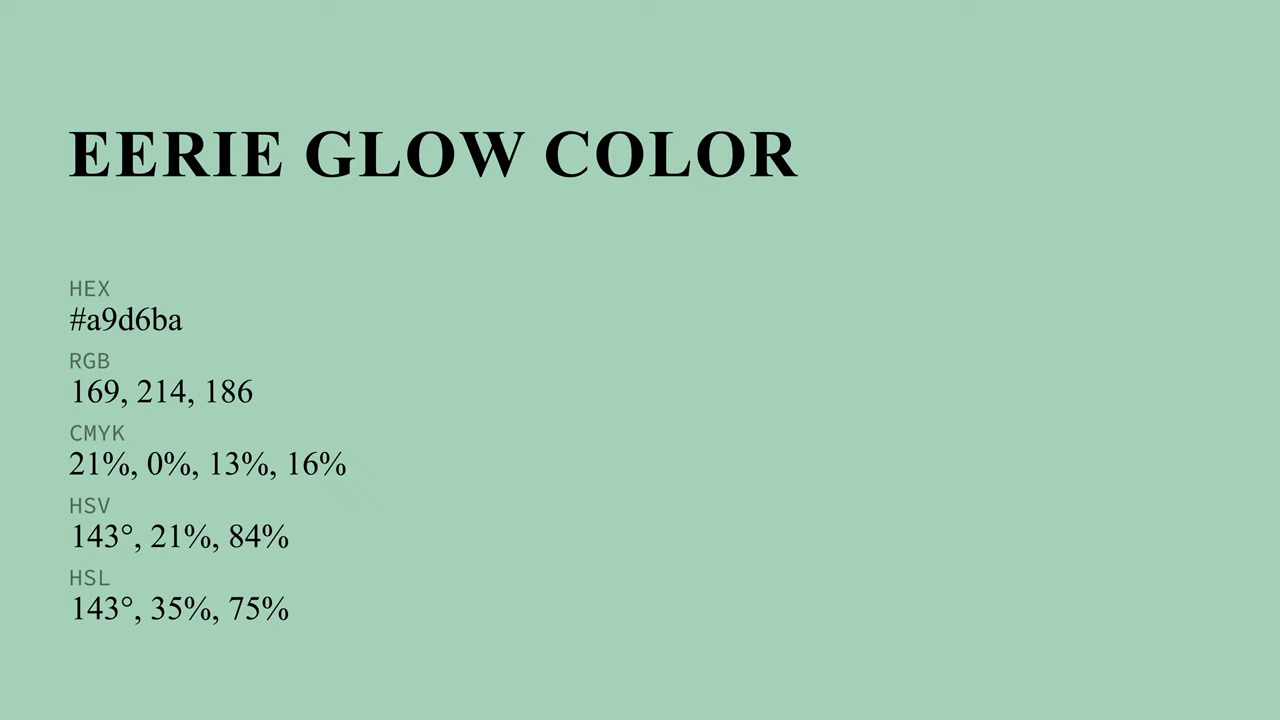 EERIE GLOW COLOR
HEX
#a9d6ba
RGB
169, 214, 186
CMYK
21%, 0%, 13%, 16%
HSV
143°, 21%, 84%
HSL
143°, 35%, 75%